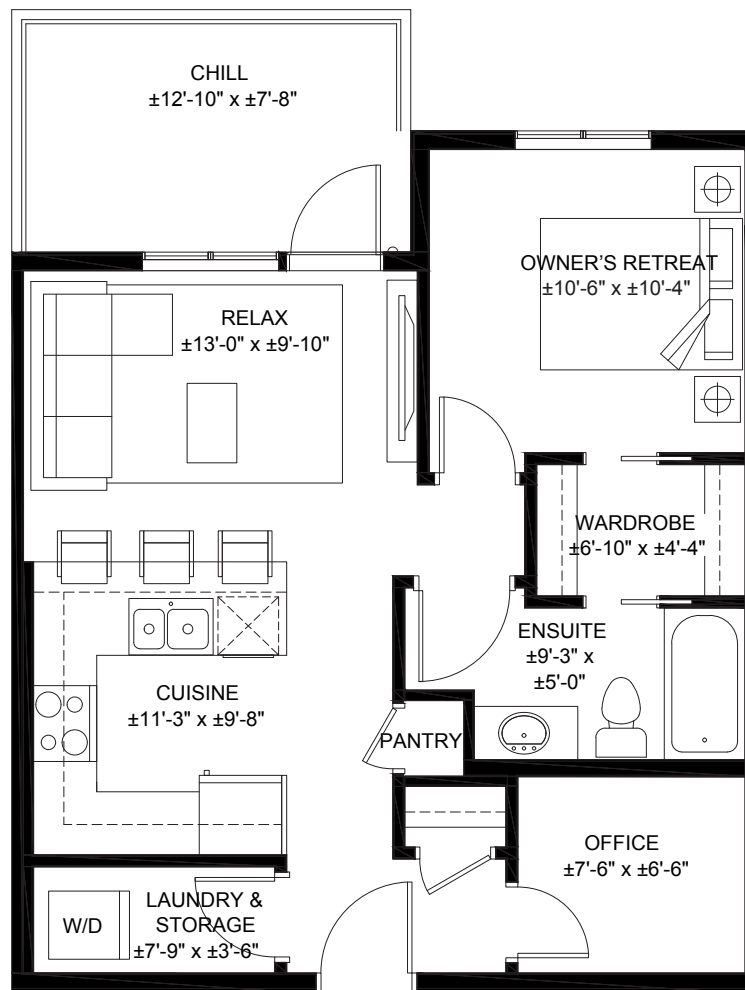 CHILL
±12'-10" x ±7'-8"
OWNER'S RETREAT
±10'-6" x ±10'-4"
RELAX
±13'-0" x ±9'-10"
WARDROBE
±6'-10" x ±4'-4"
ENSUITE
±9'-3" x
±5'-0"
CUISINE
±11'-3" x ±9'-8"
PANTRY
OFFICE
±7'-6" x ±6'-6"
LAUNDRY &
STORAGE
±7'-9" x ±3'-6"
W/D